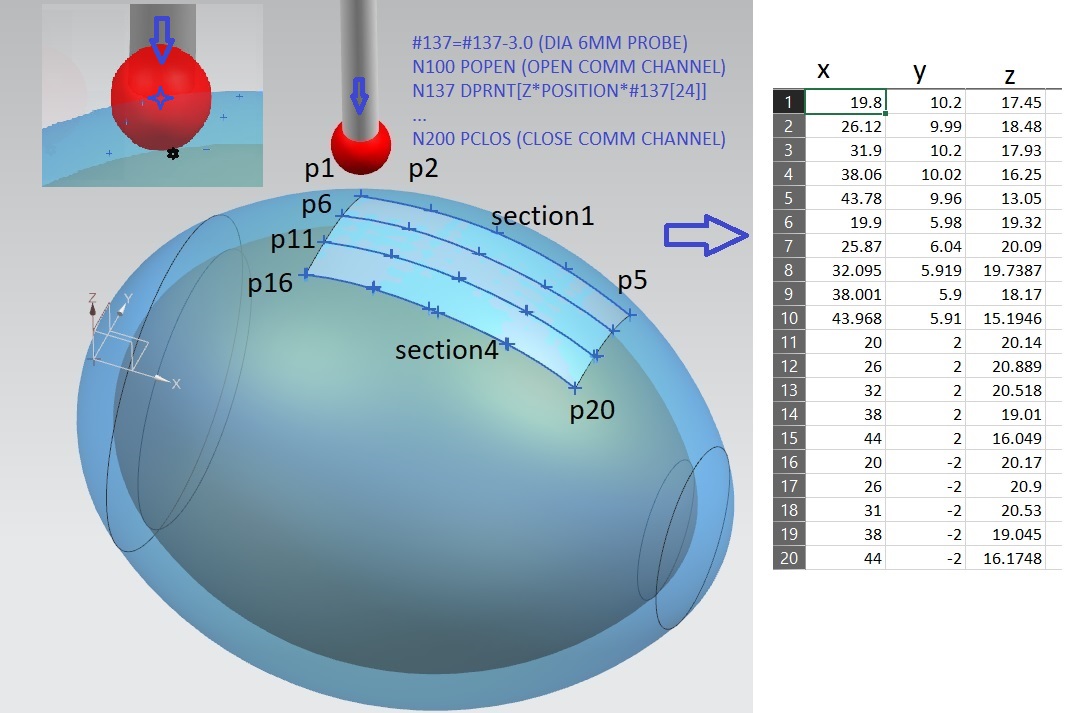 #137=#137-3.0 (DIA 6MM PROBE)
N100 POPEN (OPEN COMM CHANNEL)
N137 DPRNT[Z*POSITION*#137[24]]
...
N200 PCLOS (CLOSE COMM CHANNEL)
p1 p2
p6
section1
p11
p16
p5
section4
p20
Z
Y
X
x y z
1 19.8 10.2 17.45
2 26.12 9.99 18.48
3 31.9 10.2 17.93
4 38.06 10.02 16.25
5 43.78 9.96 13.05
6 19.9 5.98 19.32
7 25.87 6.04 20.09
8 32.095 5.919 19.7387
9 38.001 5.9 18.17
10 43.968 5.91 15.1946
11 20 2 20.14
12 26 2 20.889
13 32 2 20.518
14 38 2 19.01
15 44 2 16.049
16 20 -2 20.17
17 26 -2 20.9
18 31 -2 20.53
19 38 -2 19.045
20 44 -2 16.1748